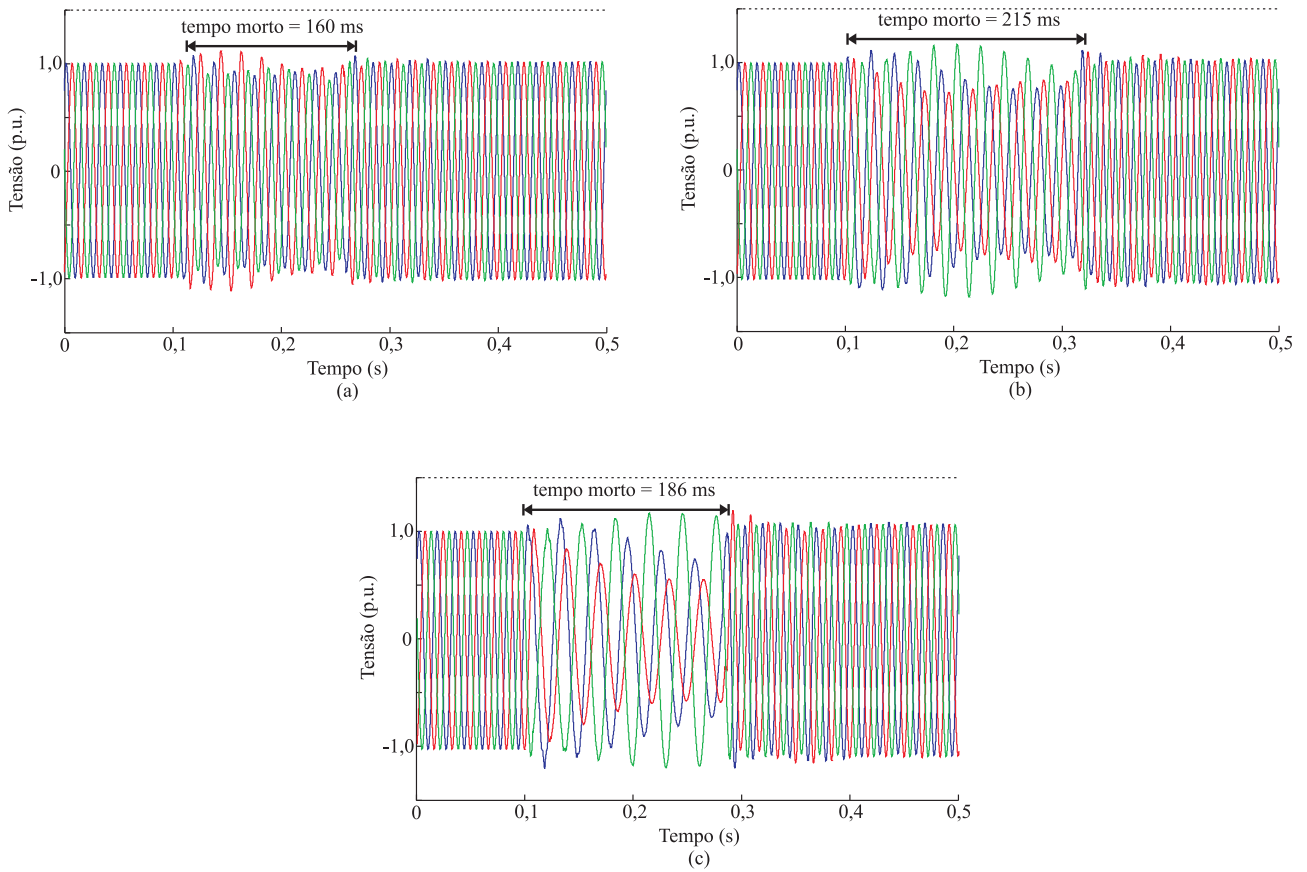 tempo morto = 160 ms
1,0
0
-1,0
Tensão (p.u.)
0
0,1
0,2
0,3
0,4
0,5
Tempo (s)
(a)
tempo morto = 215 ms
1,0
0
-1,0
Tensão (p.u.)
0
0,1
0,2
0,3
0,4
0,5
Tempo (s)
(b)
tempo morto = 186 ms
1,0
0
-1,0
Tensão (p.u.)
0
0,1
0,2
0,3
0,4
0,5
Tempo (s)
(c)